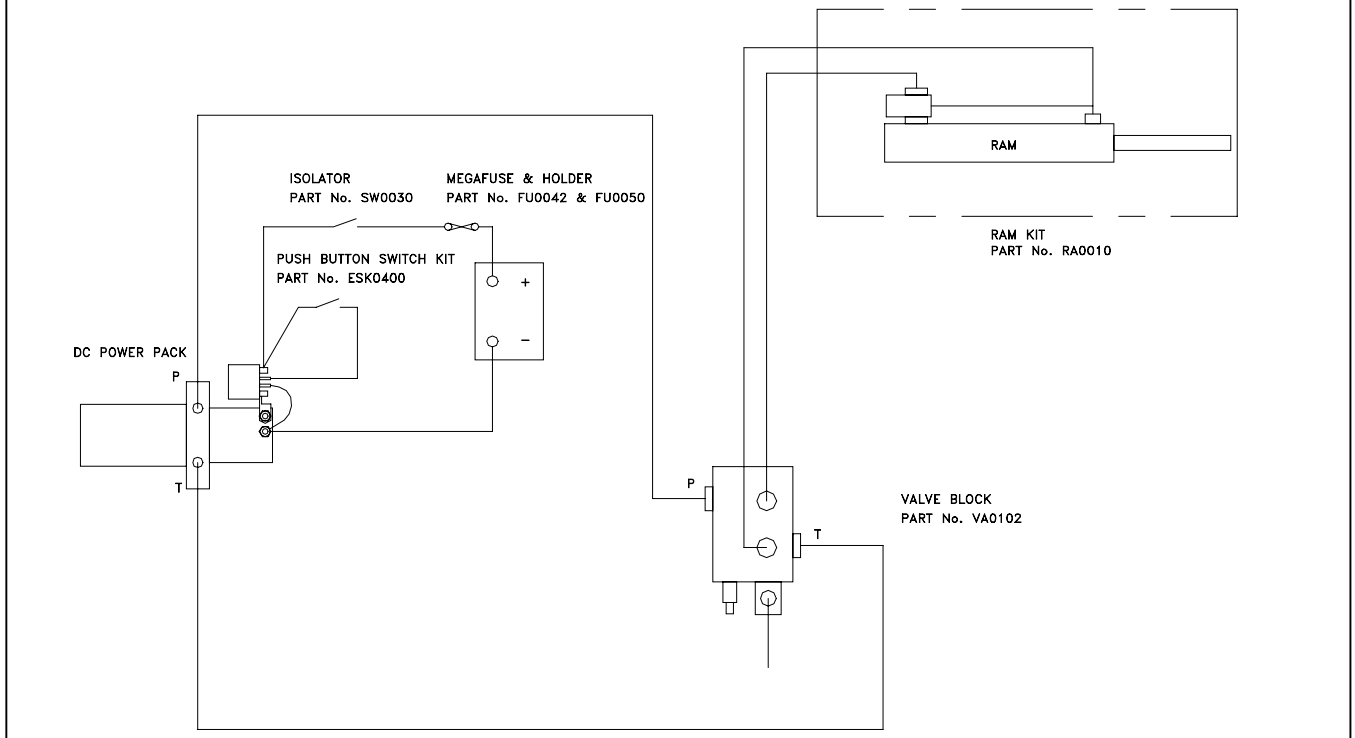 RAM
RAM KIT
PART No. RA0010
ISOLATOR
PART No. SW0030
MEGAFUSE & HOLDER
PART No. FU0042 & FU0050
PUSH BUTTON SWITCH KIT
PART No. ESK0400
+
−
DC POWER PACK
P
T
P
T
VALVE BLOCK
PART No. VA0102